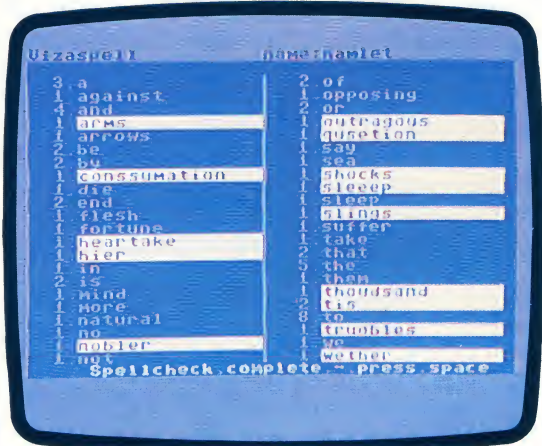 Vizaspell name:hamlet
3 a
1 against
4 and
1 arms
1 arrows
2 be
2 by
1 conssumation
1 die
2 end
1 flesh
1 fortune
1 heartake
1 hier
1 in
2 is
1 mind
1 more
1 natural
1 no
1 nobler
1 not
2 of
1 opposing
2 or
1 outragous
1 qusetion
1 say
1 sea
1 shocks
1 sleeep
1 sleep
1 slings
1 suffer
1 take
2 that
5 the
1 them
1 thoudsand
2 tis
8 to
1 truobles
1 we
1 wether
Spellcheck complete - press space